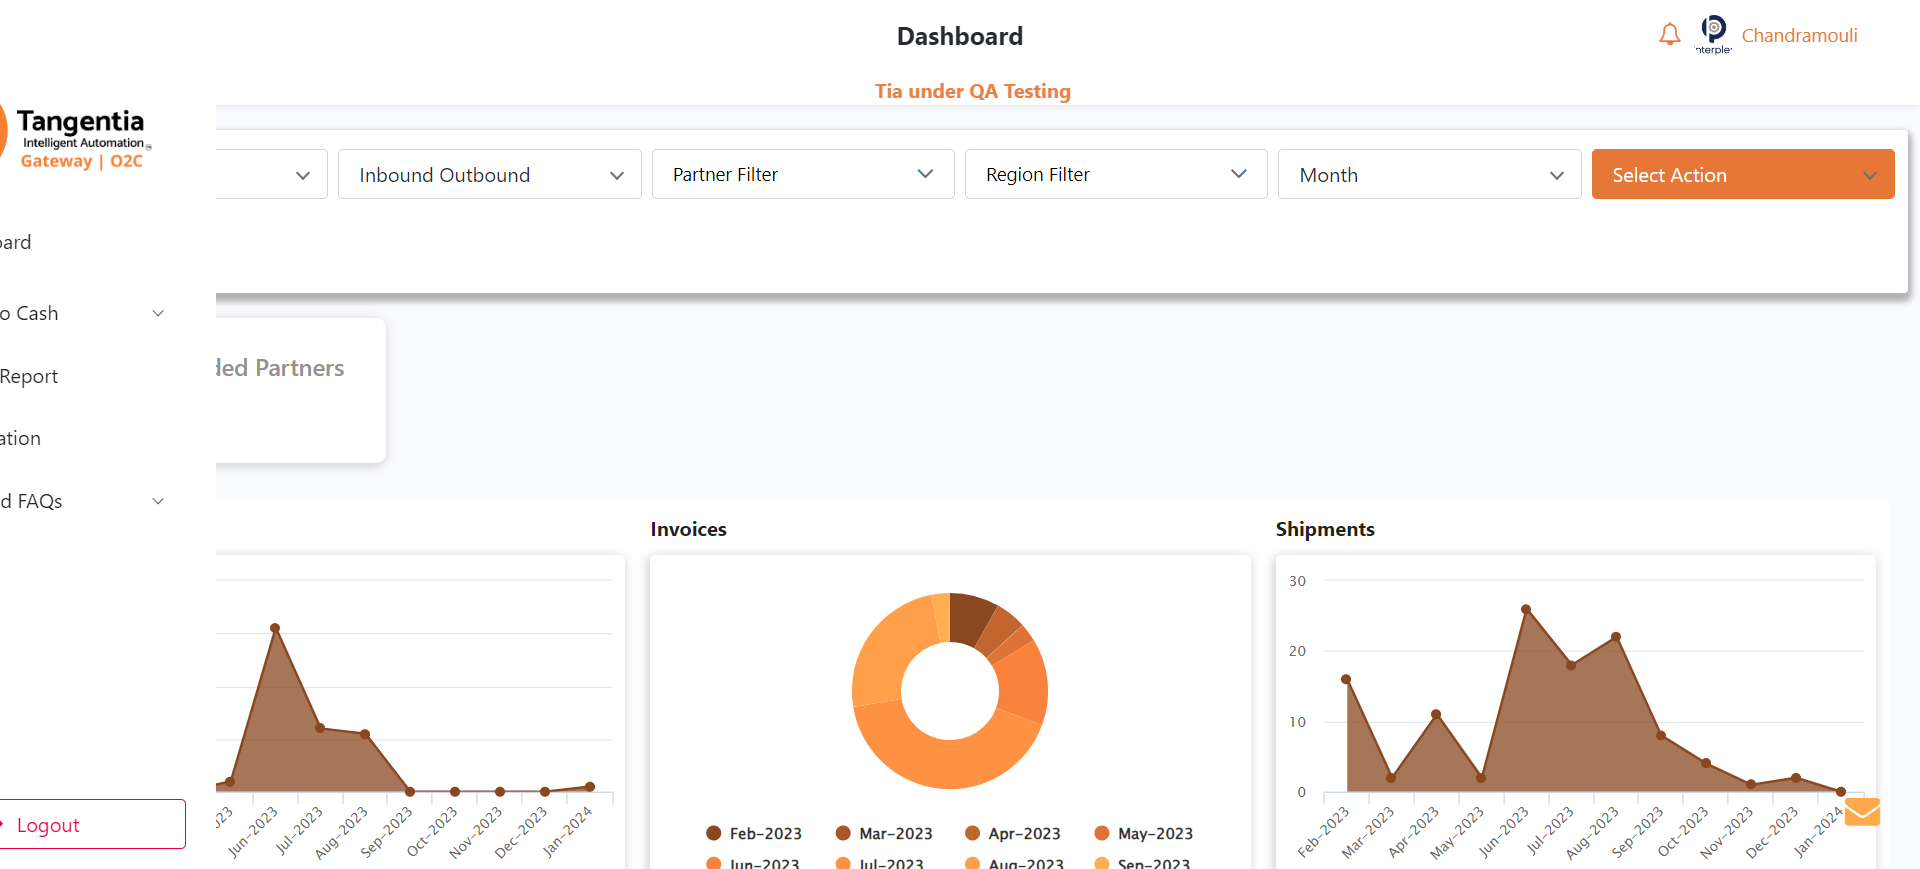 Dashboard
Chandramouli
Tia under QA Testing
Tangentia
Intelligent Automation
Gateway | O2C
Inbound Outbound
Partner Filter
Region Filter
Month
Select Action
ard
o Cash
Report
ation
d FAQs
Logout
ded Partners
Jun-2023
Jul-2023
Aug-2023
Sep-2023
Oct-2023
Nov-2023
Dec-2023
Jan-2024
Invoices
Feb-2023 Mar-2023 Apr-2023 May-2023
Jun-2023 Jul-2023 Aug-2023 Sep-2023
Shipments
30
20
10
0
Feb-2023
Mar-2023
Apr-2023
May-2023
Jun-2023
Jul-2023
Aug-2023
Sep-2023
Oct-2023
Nov-2023
Dec-2023
Jan-2024